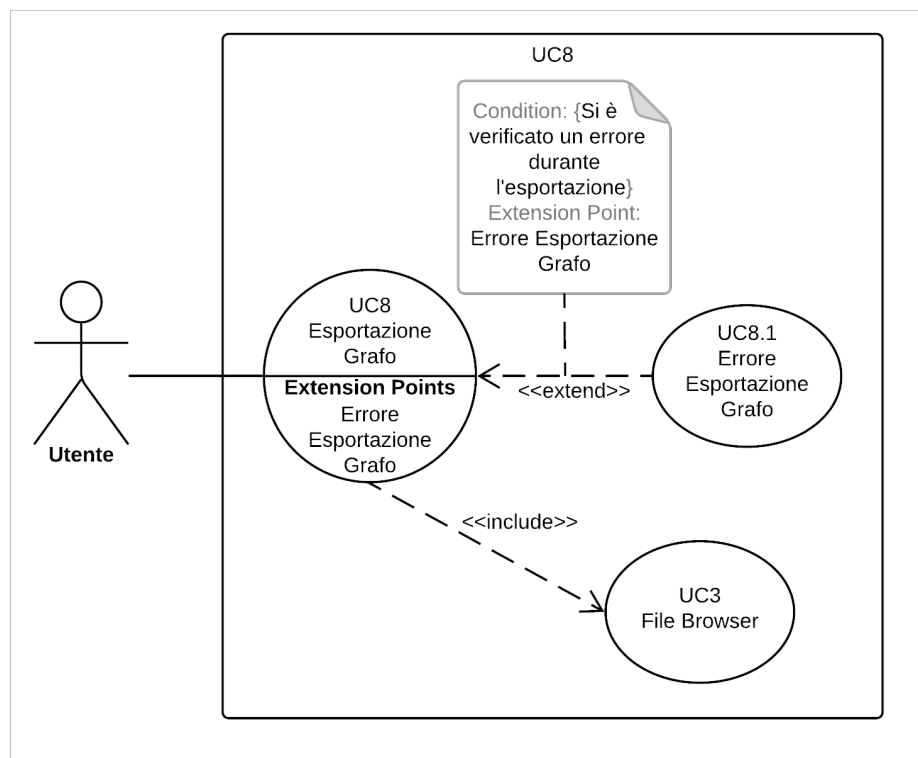 UC8
Condition: {Si è
verificato un errore
durante
l'esportazione}
Extension Point:
Errore Esportazione
Grafo
UC8
Esportazione
Grafo
Extension Points
Errore
Esportazione
Grafo
<<extend>>
UC8.1
Errore
Esportazione
Grafo
Utente
<<include>>
UC3
File Browser